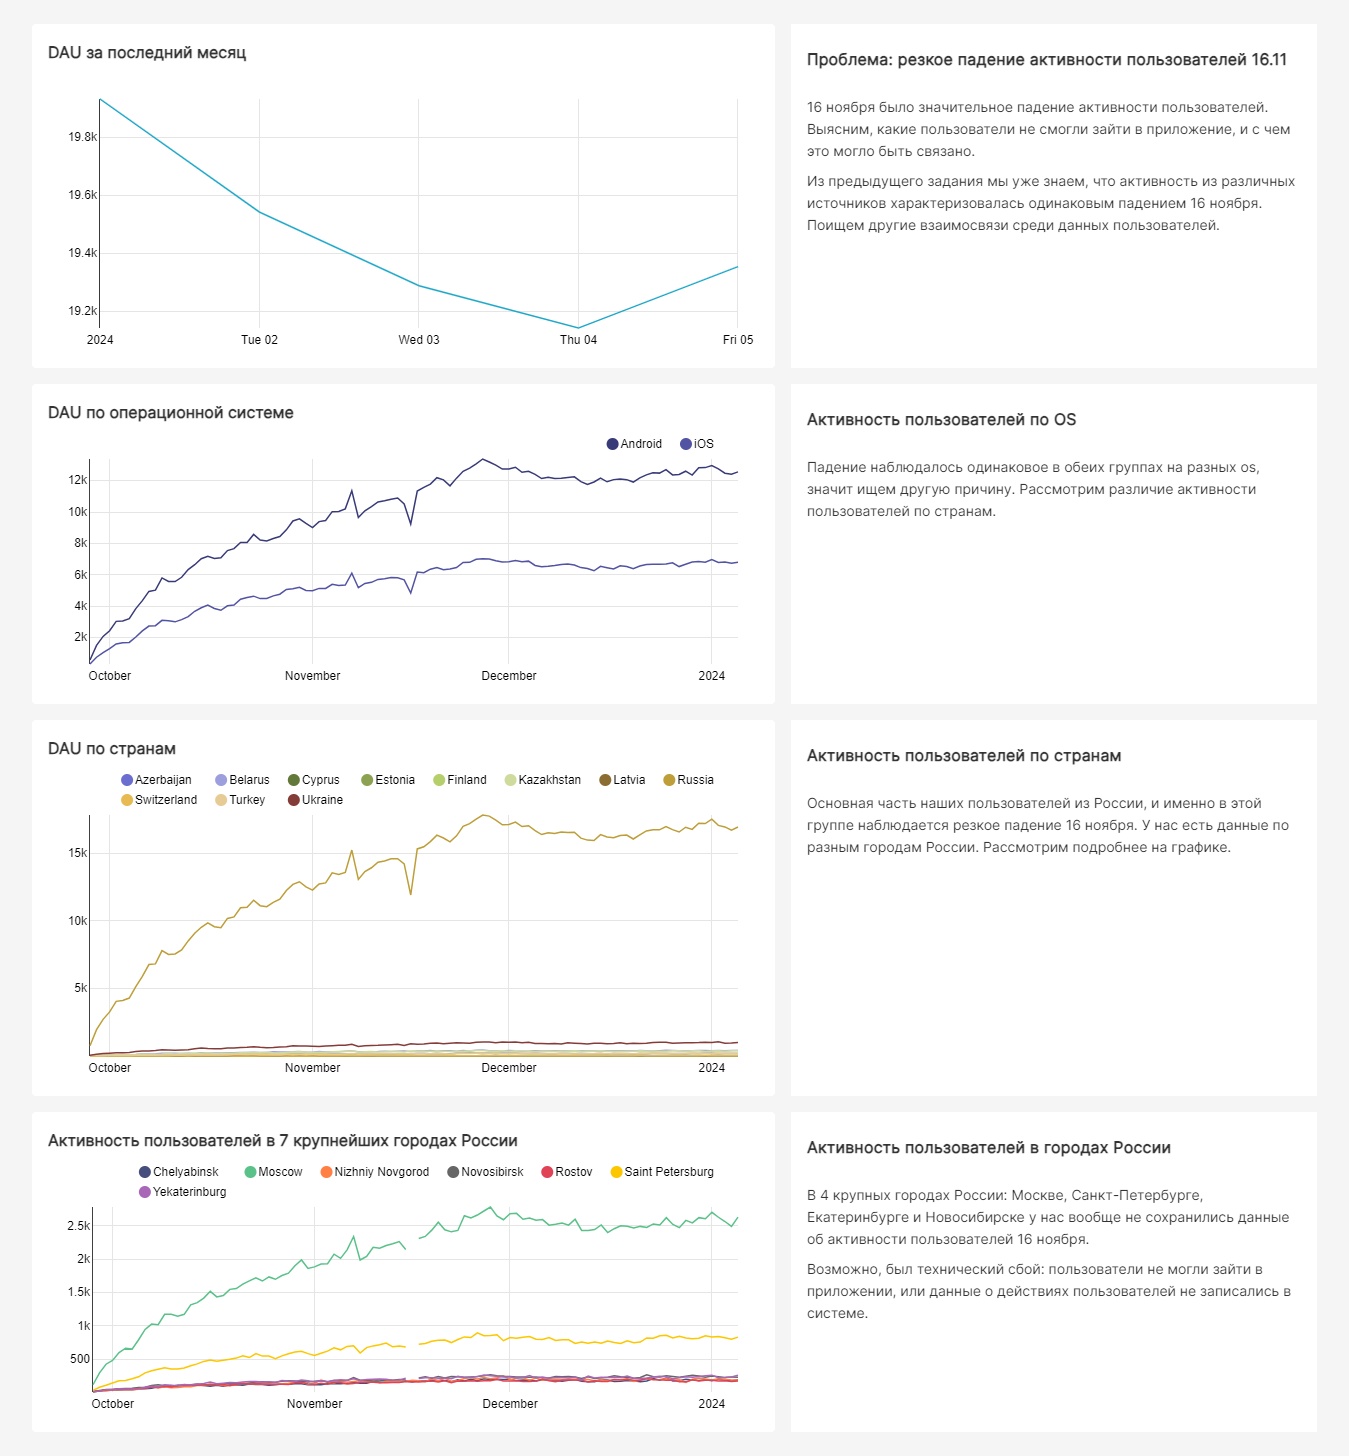 DAU за последний месяц
19.8k
19.6k
19.4k
19.2k
2024 Tue 02 Wed 03 Thu 04 Fri 05
Проблема: резкое падение активности пользователей 16.11
16 ноября было значительное падение активности пользователей.
Выясним, какие пользователи не смогли зайти в приложение, и с чем
это могло быть связано.
Из предыдущего задания мы уже знаем, что активность из различных
источников характеризовалась одинаковым падением 16 ноября.
Поищем другие взаимосвязи среди данных пользователей.
DAU по операционной системе
Android iOS
12k
10k
8k
6k
4k
2k
October November December 2024
Активность пользователей по OS
Падение наблюдалось одинаковое в обеих группах на разных os,
значит ищем другую причину. Рассмотрим различие активности
пользователей по странам.
DAU по странам
Azerbaijan Belarus Cyprus Estonia Finland Kazakhstan Latvia Russia
Switzerland Turkey Ukraine
15k
10k
5k
October November December 2024
Активность пользователей по странам
Основная часть наших пользователей из России, и именно в этой
группе наблюдается резкое падение 16 ноября. У нас есть данные по
разным городам России. Рассмотрим подробнее на графике.
Активность пользователей в 7 крупнейших городах России
Chelyabinsk Moscow Nizhniy Novgorod Novosibirsk Rostov Saint Petersburg
Yekaterinburg
2.5k
2k
1.5k
1k
500
October November December 2024
Активность пользователей в городах России
В 4 крупных городах России: Москве, Санкт-Петербурге,
Екатеринбурге и Новосибирске у нас вообще не сохранились данные
об активности пользователей 16 ноября.
Возможно, был технический сбой: пользователи не могли зайти в
приложении, или данные о действиях пользователей не записались в
системе.